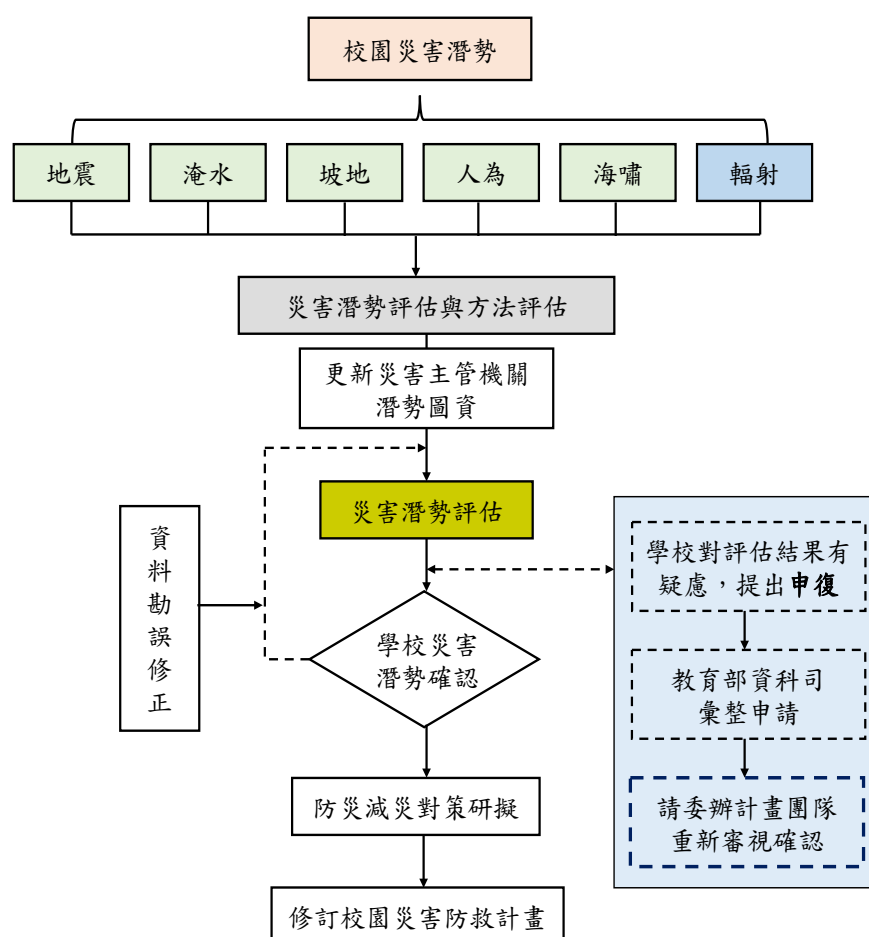 校園災害潛勢
地震
淹水
坡地
人為
海嘯
輻射
災害潛勢評估與方法評估
更新災害主管機關
潛勢圖資
災害潛勢評估
資料勘誤修正
學校災害
潛勢確認
學校對評估結果有
疑慮，提出申復
教育部資科司
彙整申請
請委辦計畫團隊
重新審視確認
防災減災對策研擬
修訂校園災害防救計畫